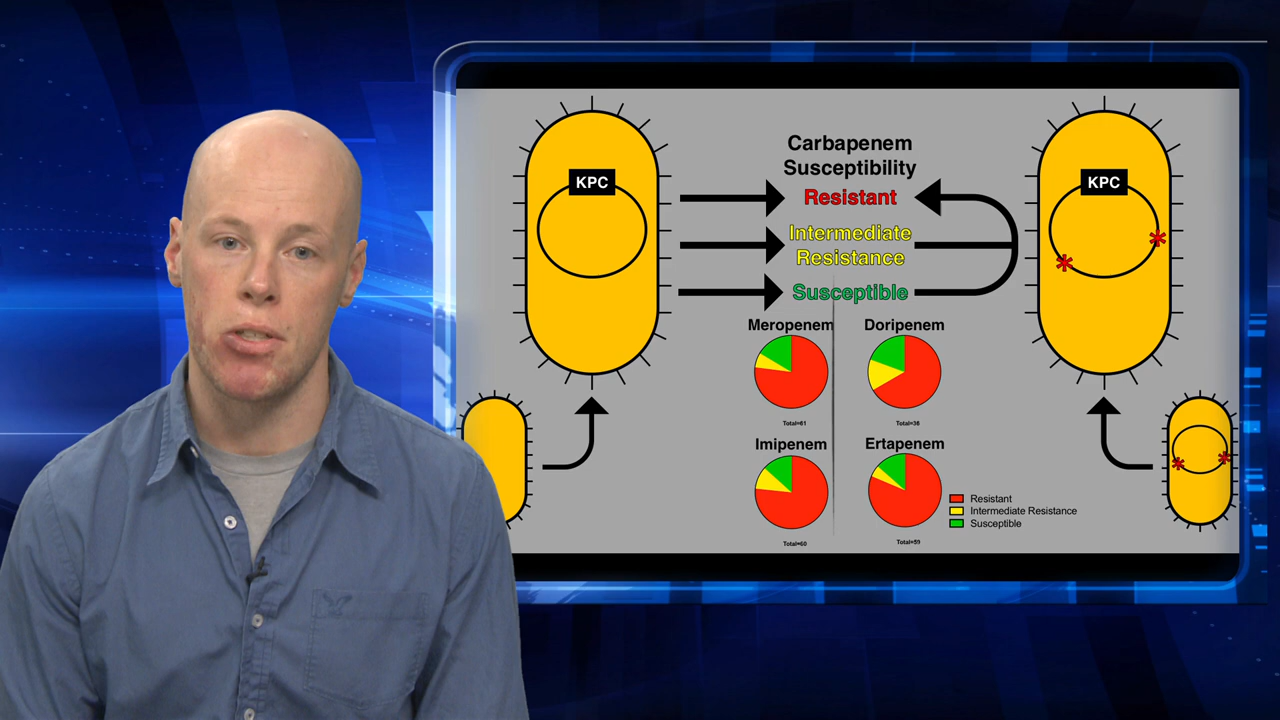 KPC
Carbapenem
Susceptibility
Resistant
Intermediate
Resistance
Susceptible
KPC
Meropenem
Doripenem
Total=61
Total=36
Imipenem
Ertapenem
Total=60
Total=59
Resistant
Intermediate Resistance
Susceptible